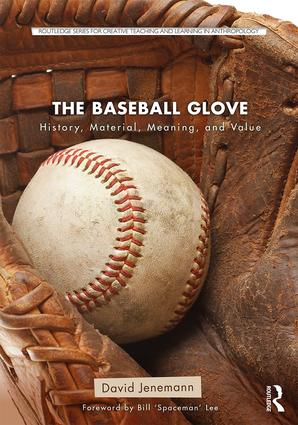 ROUTLEDGE SERIES FOR CREATIVE TEACHING AND LEARNING IN ANTHROPOLOGY
THE BASEBALL GLOVE
History, Material, Meaning, and Value
David Jenemann
Foreword by Bill ‘Spaceman’ Lee
R
ROUTLEDGE